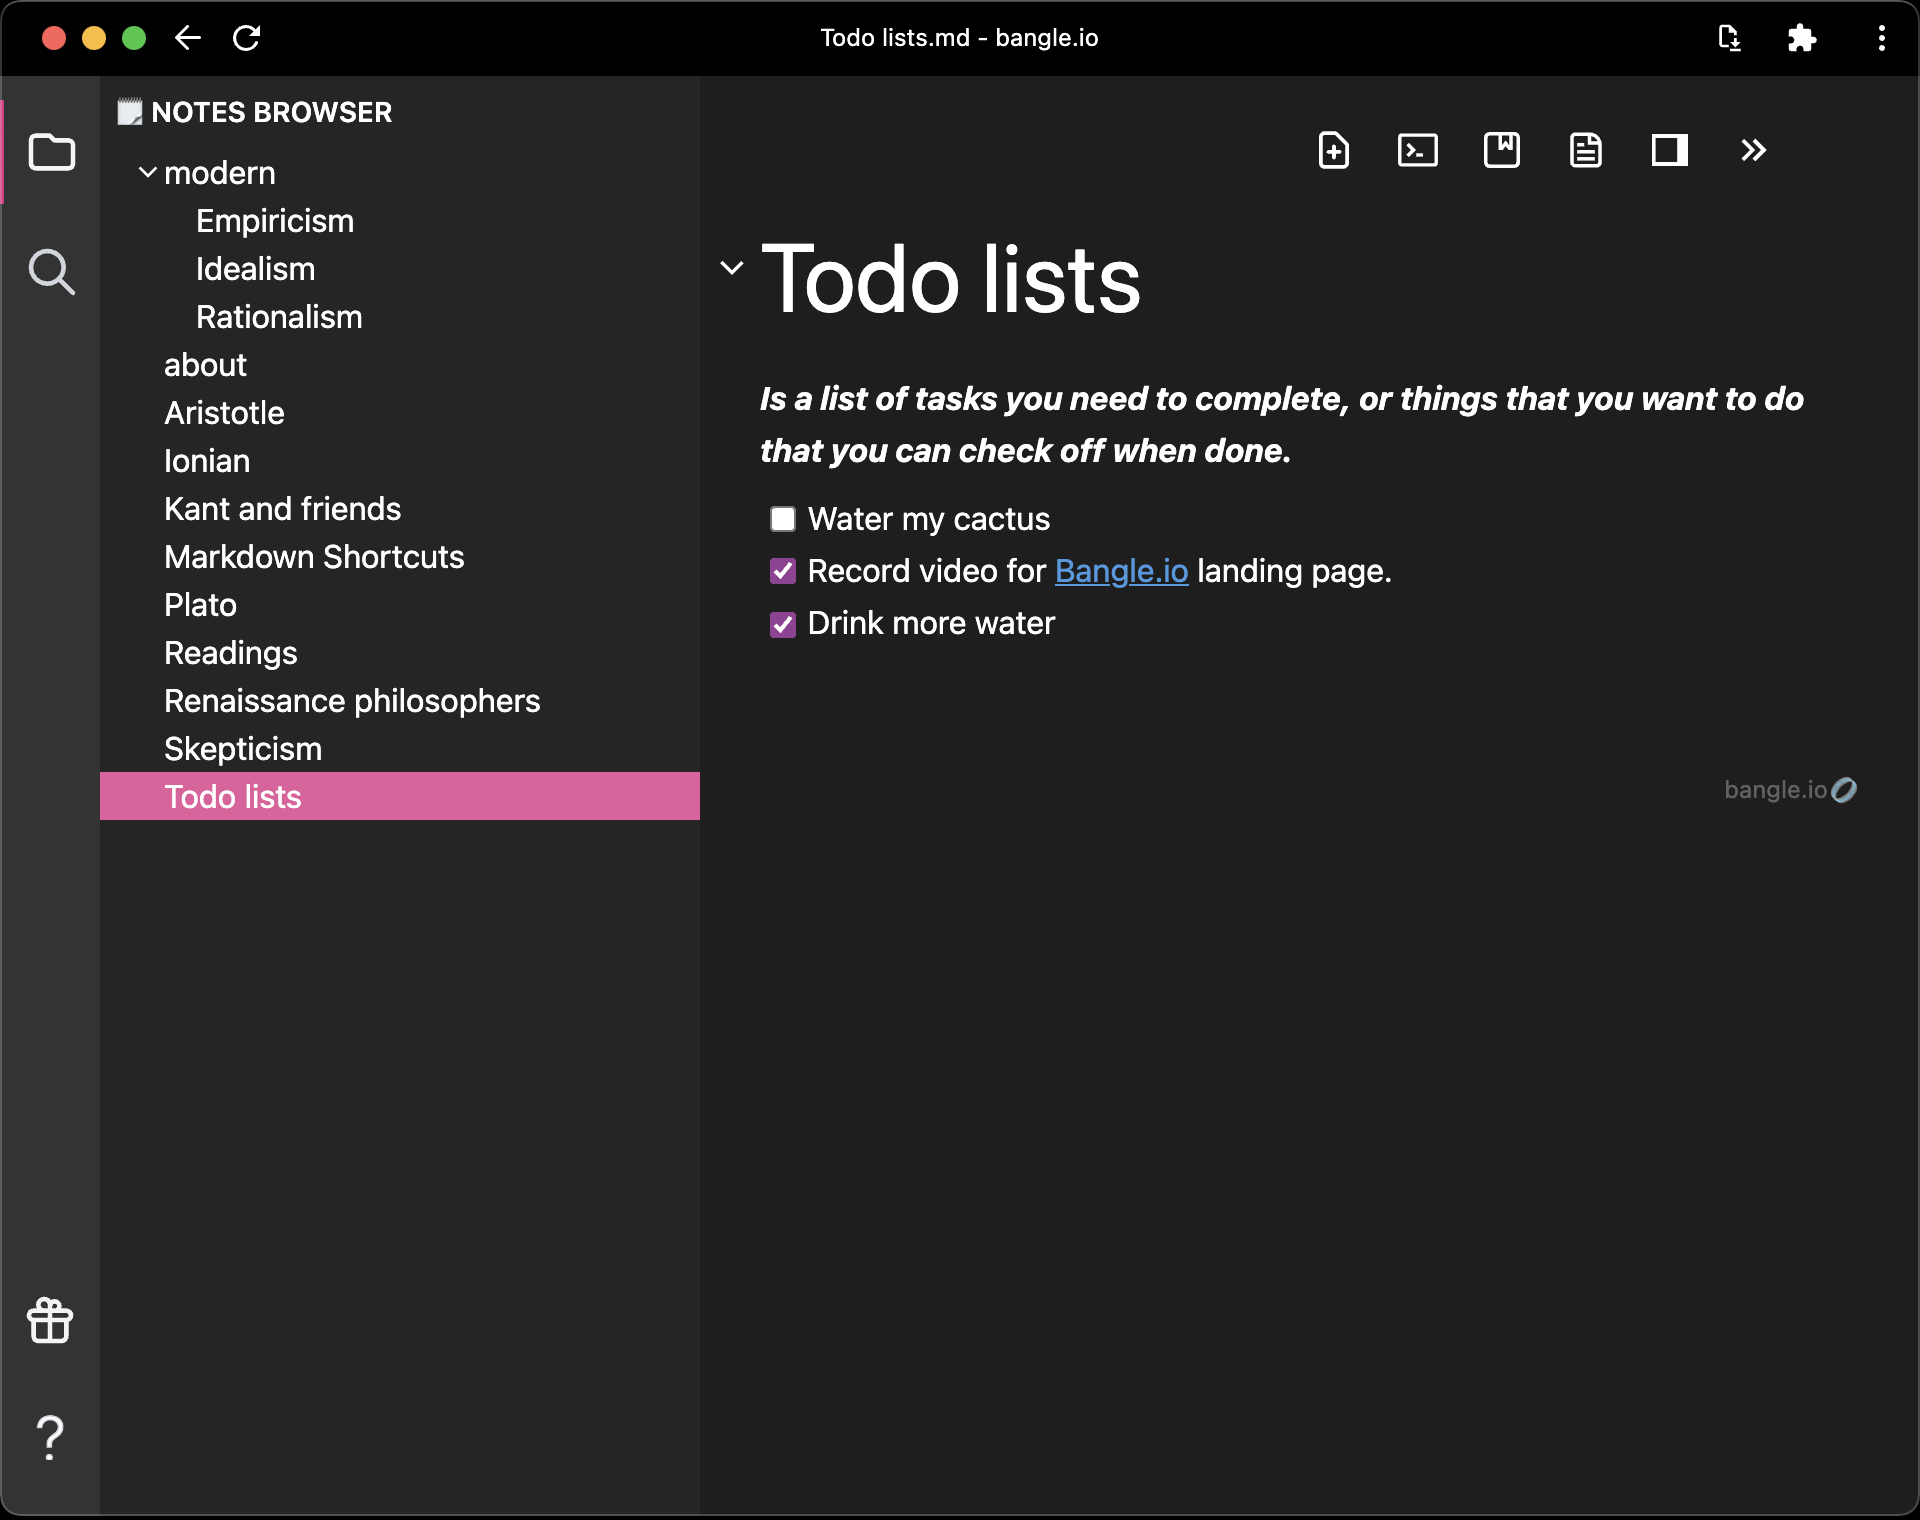 Todo lists.md - bangle.io
NOTES BROWSER
modern
Empiricism
Idealism
Rationalism
about
Aristotle
Ionian
Kant and friends
Markdown Shortcuts
Plato
Readings
Renaissance philosophers
Skepticism
Todo lists
Todo lists
Is a list of tasks you need to complete, or things that you want to do
that you can check off when done.
Water my cactus
Record video for Bangle.io landing page.
Drink more water
bangle.io